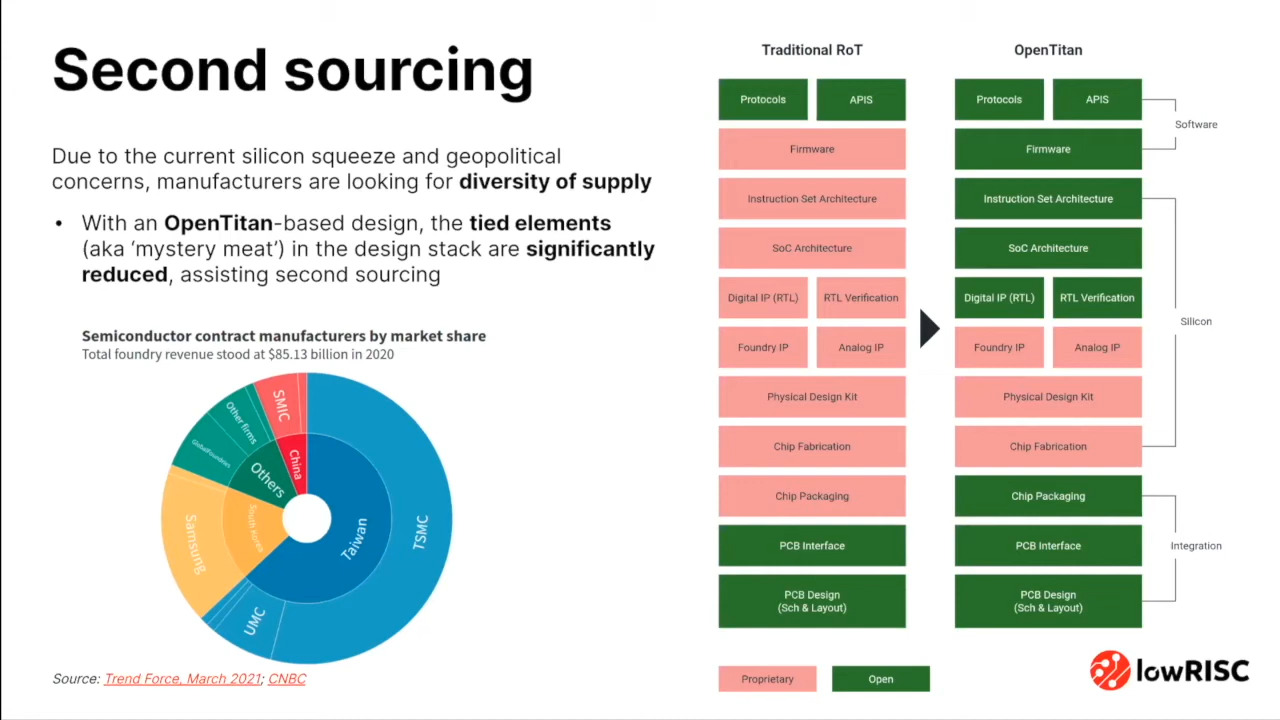 Second sourcing
Due to the current silicon squeeze and geopolitical
concerns, manufacturers are looking for diversity of supply
• With an OpenTitan-based design, the tied elements
(aka ‘mystery meat’) in the design stack are significantly
reduced, assisting second sourcing
Semiconductor contract manufacturers by market share
Total foundry revenue stood at $85.13 billion in 2020
SMIC
Other firms
GlobalFoundries
China
Others
South Korea
Samsung
Taiwan
TSMC
UMC
Source: Trend Force, March 2021; CNBC
Traditional RoT
Protocols
APIS
Firmware
Instruction Set Architecture
SoC Architecture
Digital IP (RTL)
RTL Verification
Foundry IP
Analog IP
Physical Design Kit
Chip Fabrication
Chip Packaging
PCB Interface
PCB Design
(Sch & Layout)
OpenTitan
Protocols
APIS
Firmware
Instruction Set Architecture
SoC Architecture
Digital IP (RTL)
RTL Verification
Foundry IP
Analog IP
Physical Design Kit
Chip Fabrication
Chip Packaging
PCB Interface
PCB Design
(Sch & Layout)
Software
Silicon
Integration
Proprietary
Open
lowRISC